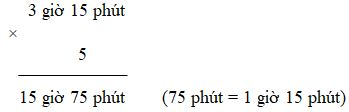 3 giờ 15 phút
×
5
15 giờ 75 phút (75 phút = 1 giờ 15 phút)